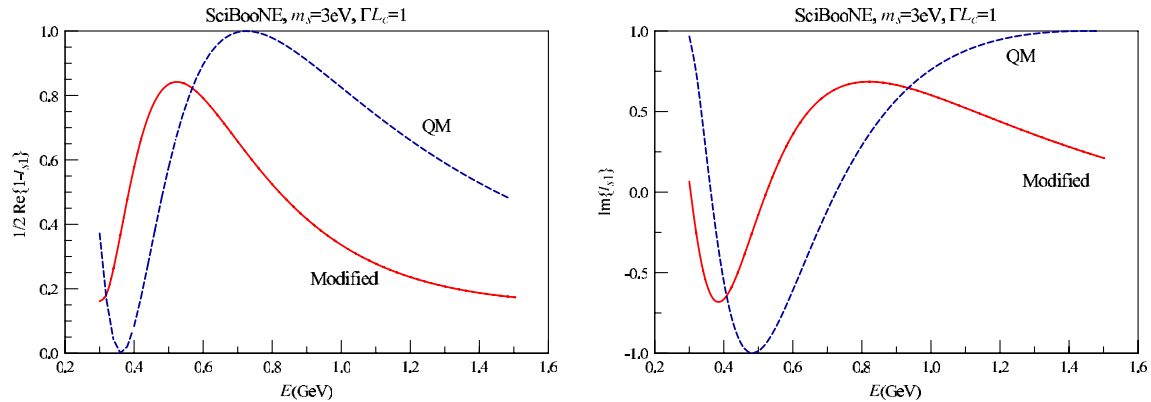 SciBooNE, m_s=3eV, ΓL_c=1
1/2 Re{1-I_s1}
1.0
0.8
0.6
0.4
0.2
0.0
QM
Modified
0.2 0.4 0.6 0.8 1.0 1.2 1.4 1.6
E(GeV)
SciBooNE, m_s=3eV, ΓL_c=1
Im{I_s1}
1.0
0.5
0.0
-0.5
-1.0
QM
Modified
0.2 0.4 0.6 0.8 1.0 1.2 1.4 1.6
E(GeV)